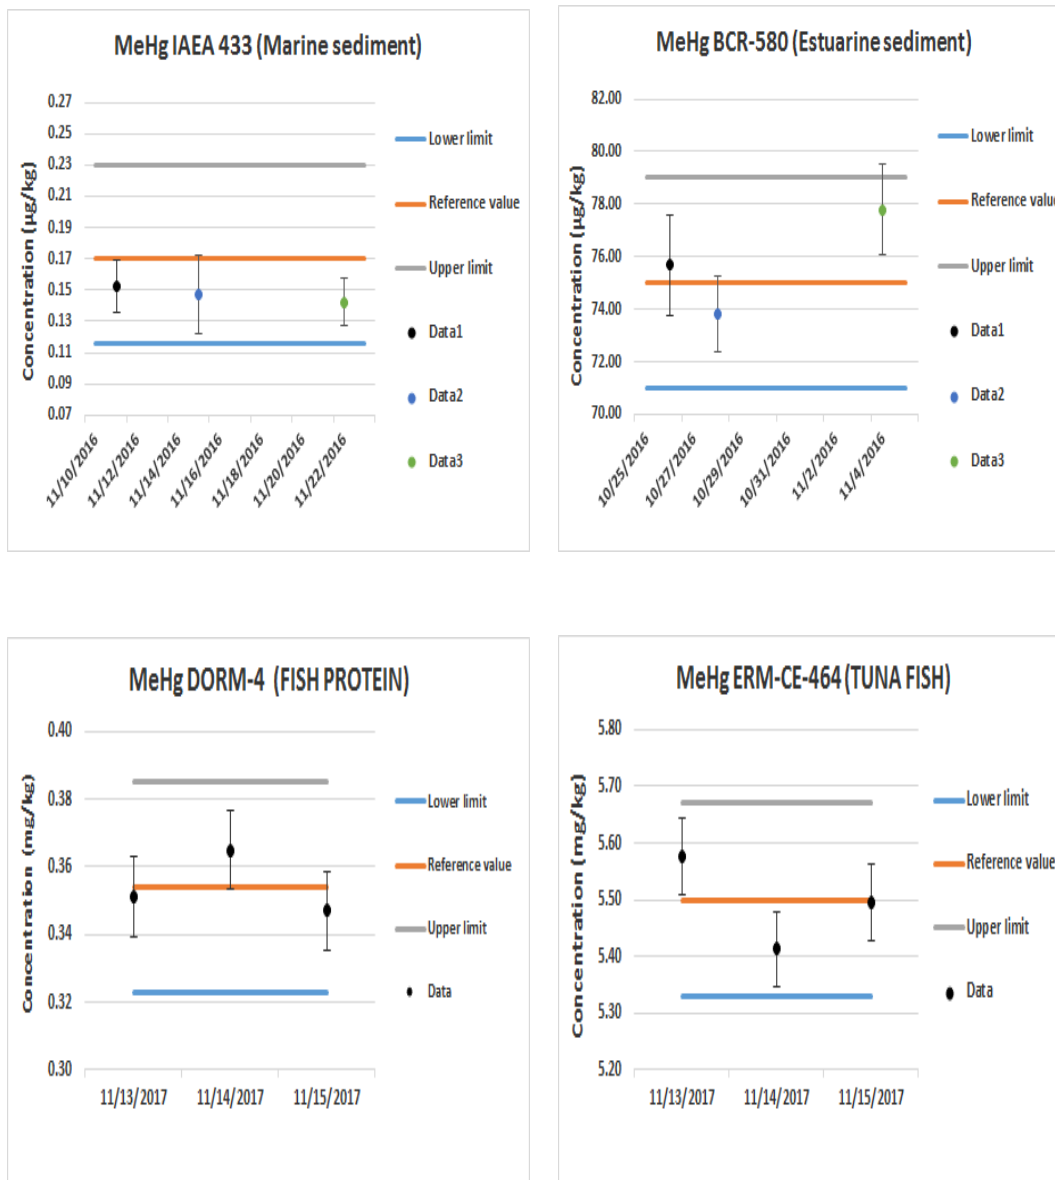 MeHg IAEA 433 (Marine sediment)
Concentration (µg/kg)
0.27
0.25
0.23
0.21
0.19
0.17
0.15
0.13
0.11
0.09
0.07
11/10/2016
11/12/2016
11/14/2016
11/16/2016
11/18/2016
11/20/2016
11/22/2016
Lower limit
Reference value
Upper limit
Data1
Data2
Data3
MeHg BCR-580 (Estuarine sediment)
Concentration (µg/kg)
82.00
80.00
78.00
76.00
74.00
72.00
70.00
10/25/2016
10/27/2016
10/29/2016
10/31/2016
11/2/2016
11/4/2016
Lower limit
Reference value
Upper limit
Data1
Data2
Data3
MeHg DORM-4 (FISH PROTEIN)
Concentration (mg/kg)
0.40
0.38
0.36
0.34
0.32
0.30
11/13/2017
11/14/2017
11/15/2017
Lower limit
Reference value
Upper limit
Data
MeHg ERM-CE-464 (TUNA FISH)
Concentration (mg/kg)
5.80
5.70
5.60
5.50
5.40
5.30
5.20
11/13/2017
11/14/2017
11/15/2017
Lower limit
Reference value
Upper limit
Data